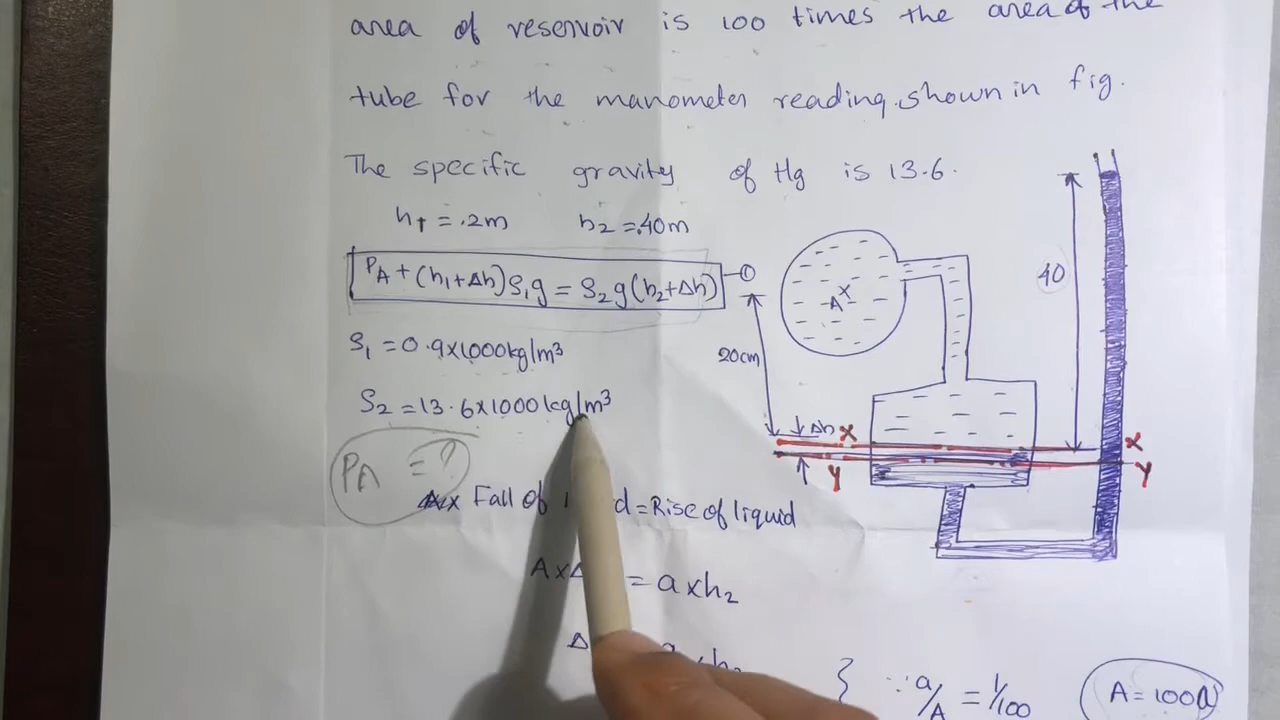 area of reservoir is 100 times the area of the
tube for the manometer reading shown in fig.
The specific gravity of Hg is 13.6.
h1 = .2m h2 = .40m
PA + (h1+Δh)S1g = S2g(h2+Δh) —①
S1 = 0.9×1000kg/m³
S2 = 13.6×1000kg/m³
PA = ?
Fall of = Rise of liquid
A× = a×h2
Δ
∵ a/A = 1/100
A = 100a
A
20cm
40
Δh
X
X
Y
Y